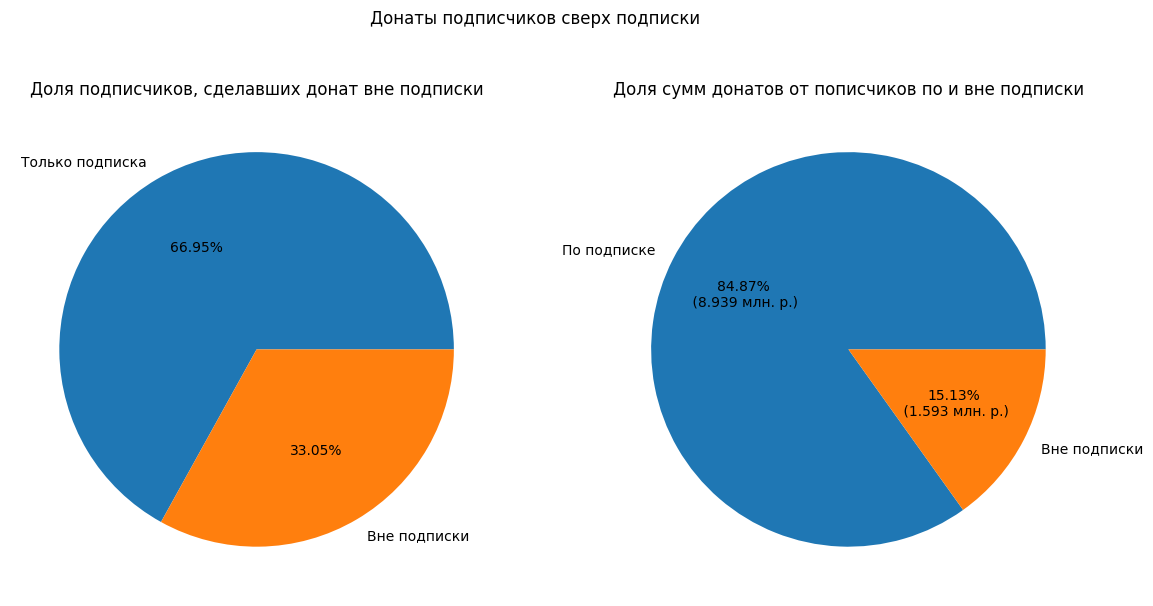 Донаты подписчиков сверх подписки
Доля подписчиков, сделавших донат вне подписки
Только подписка
66.95%
33.05%
Вне подписки
Доля сумм донатов от пописчиков по и вне подписки
По подписке
84.87%
(8.939 млн. р.)
15.13%
(1.593 млн. р.)
Вне подписки